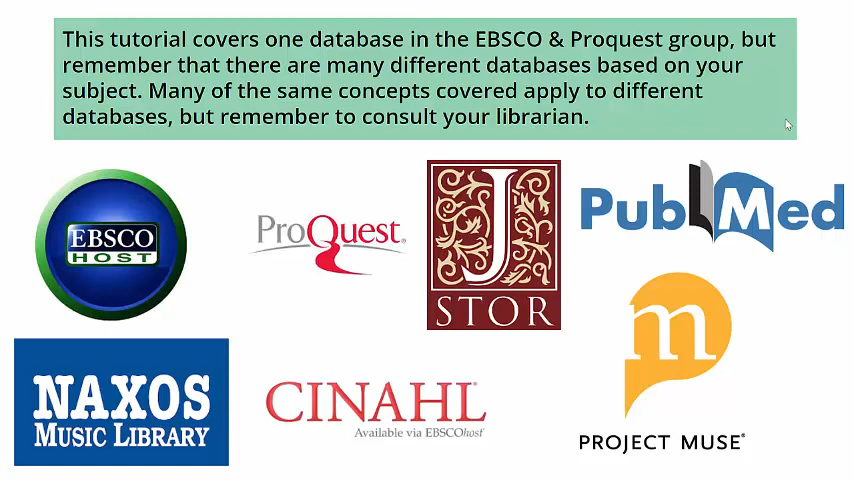 This tutorial covers one database in the EBSCO & Proquest group, but
remember that there are many different databases based on your
subject. Many of the same concepts covered apply to different
databases, but remember to consult your librarian.
EBSCO
HOST
ProQuest®
J
STOR
PubMed
NAXOS
MUSIC LIBRARY
CINAHL®
Available via EBSCOhost®
m
PROJECT MUSE®